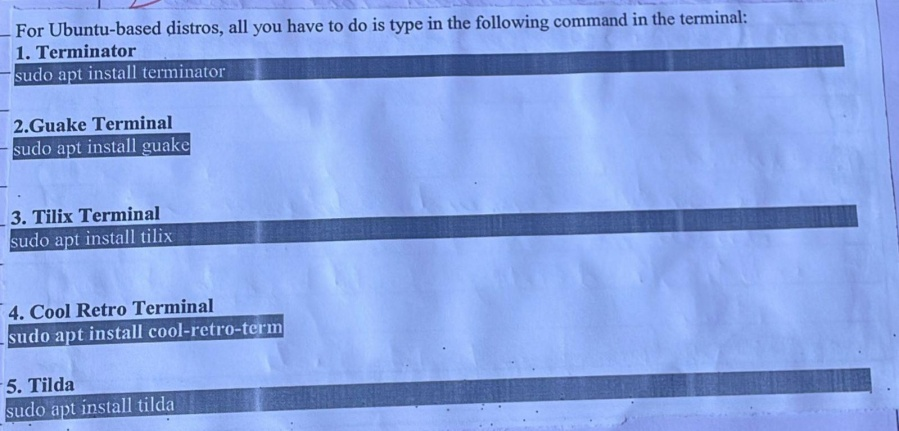 For Ubuntu-based distros, all you have to do is type in the following command in the terminal:
1. Terminator
sudo apt install terminator
2.Guake Terminal
sudo apt install guake
3. Tilix Terminal
sudo apt install tilix
4. Cool Retro Terminal
sudo apt install cool-retro-term
5. Tilda
sudo apt install tilda